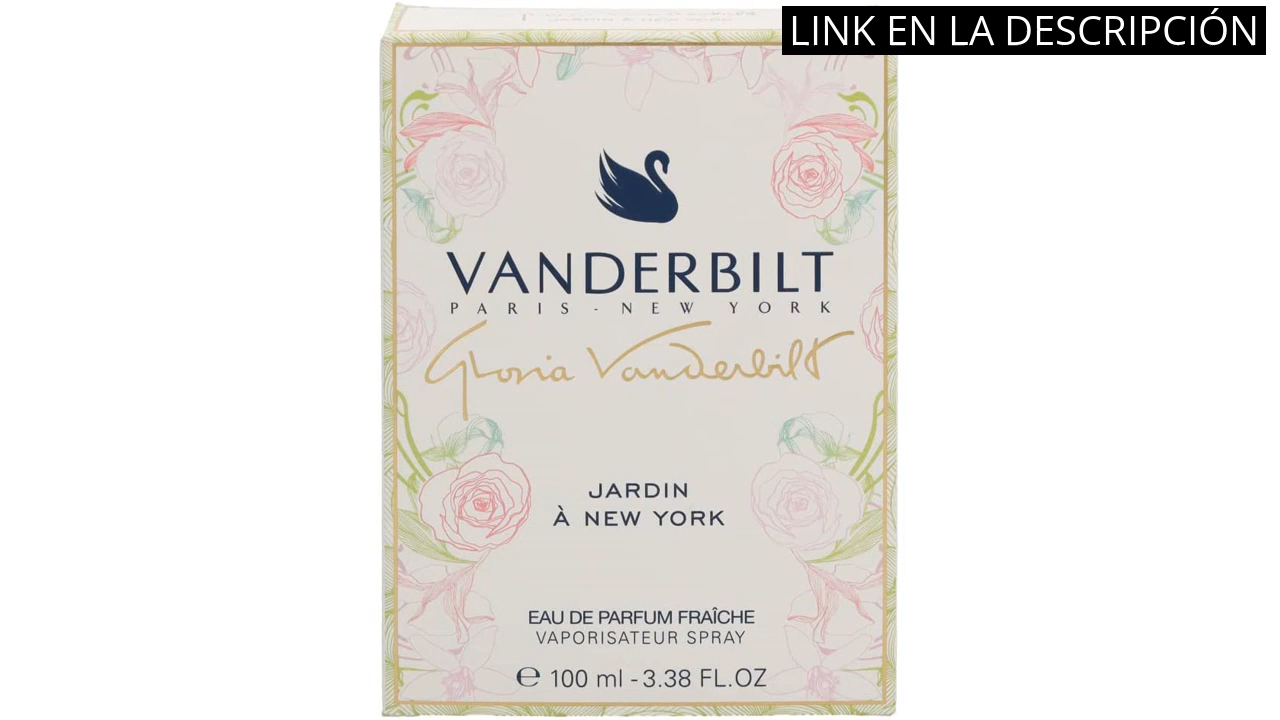 LINK EN LA DESCRIPCIÓN
VANDERBILT
PARIS - NEW YORK
Gloria Vanderbilt
JARDIN
À NEW YORK
EAU DE PARFUM FRAÎCHE
VAPORISATEUR SPRAY
℮ 100 ml - 3.38 FL.OZ